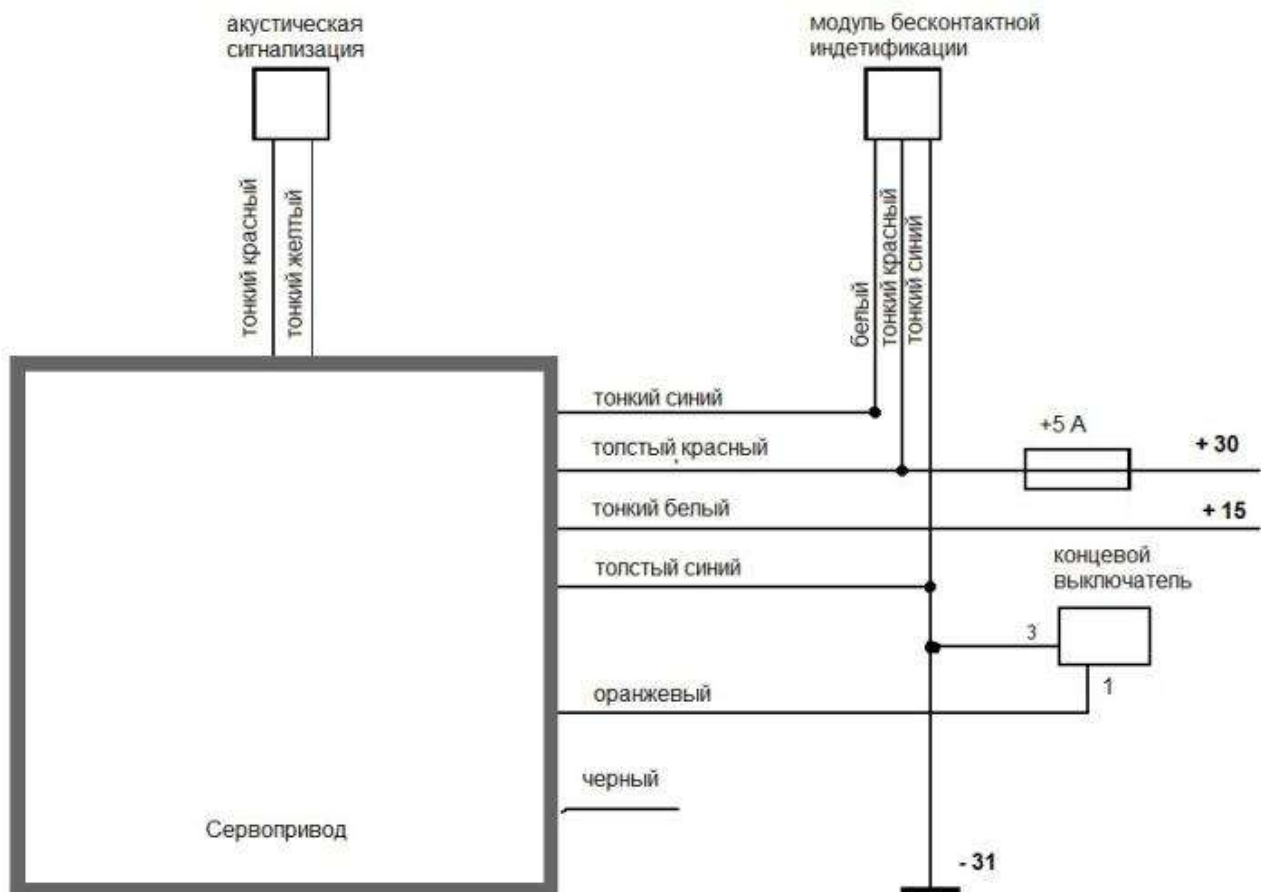 акустическая
сигнализация
модуль бесконтактной
индетификации
тонкий красный
тонкий желтый
белый
тонкий красный
тонкий синий
тонкий синий
толстый красный
+5 А
+ 30
тонкий белый
+ 15
толстый синий
концевой
выключатель
3
1
оранжевый
черный
Сервопривод
- 31